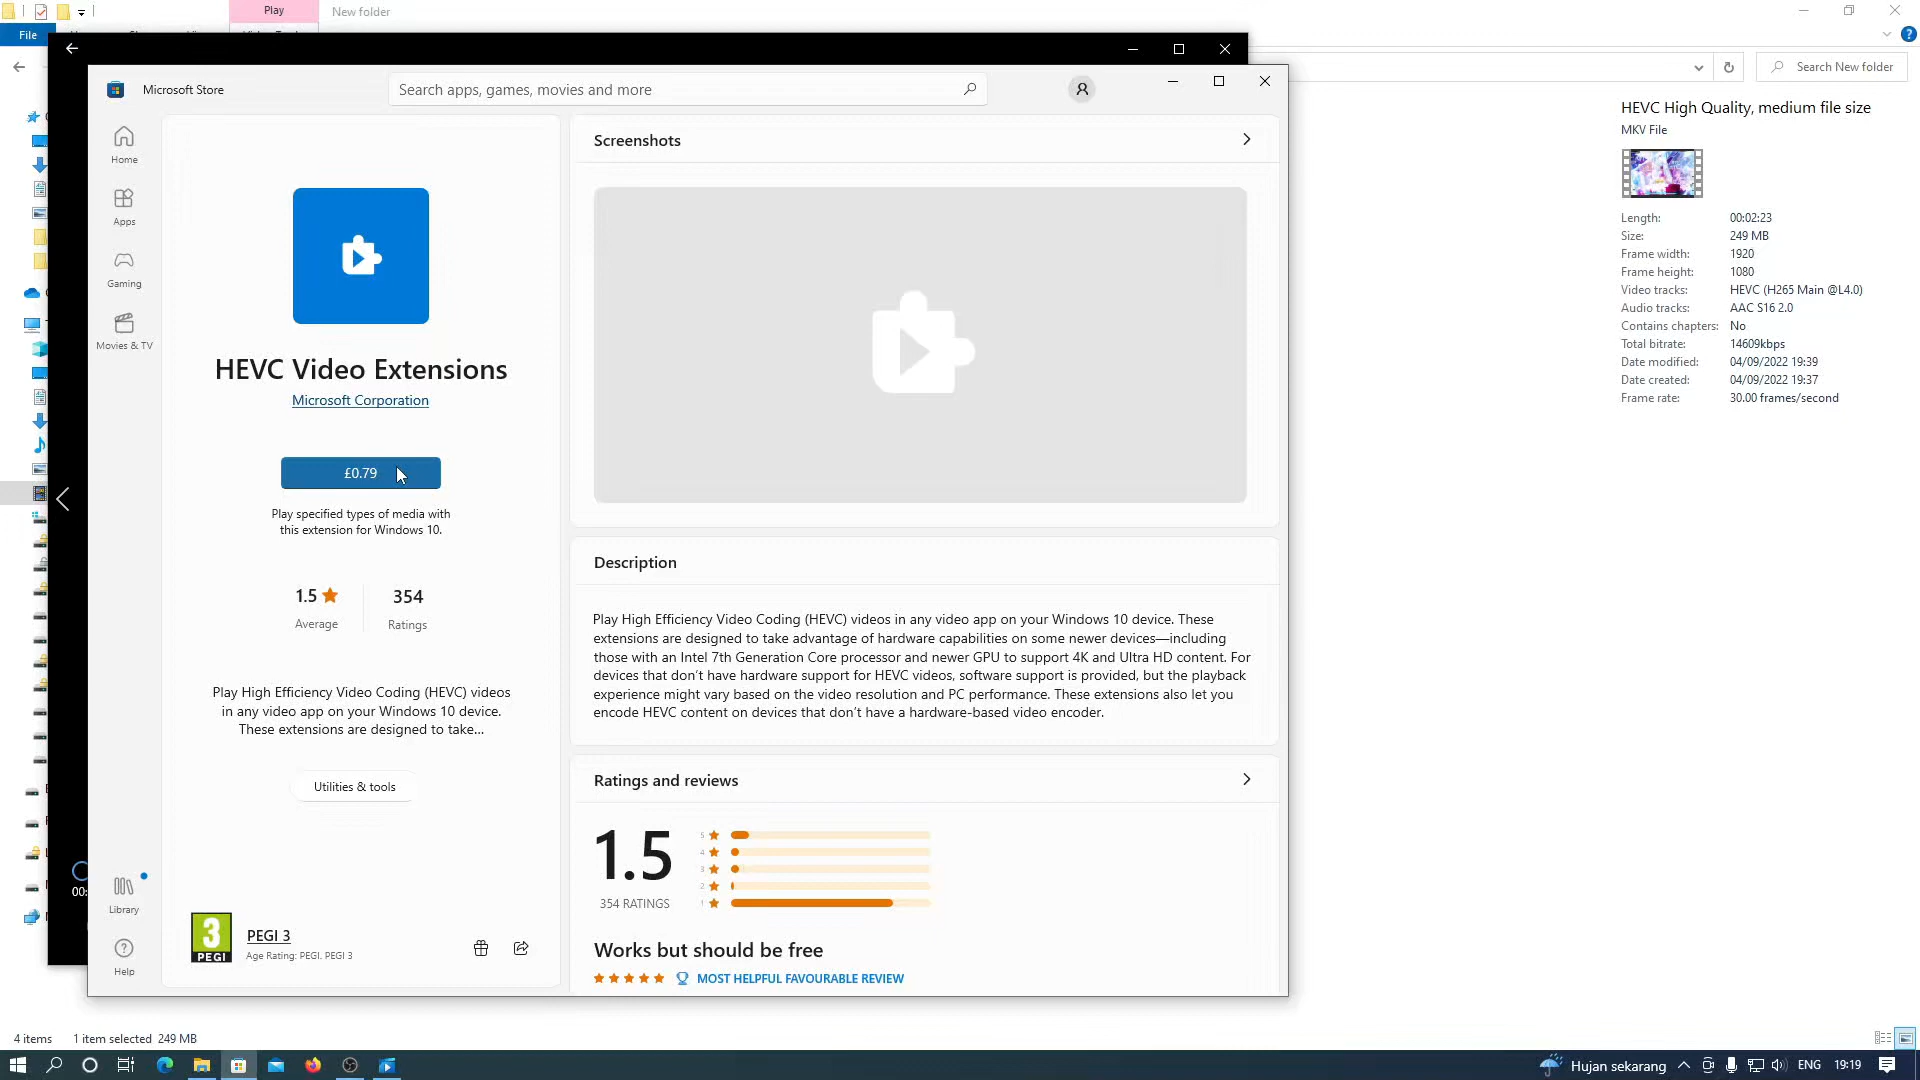 Play
New folder
File
Search New folder
Microsoft Store
Search apps, games, movies and more
Home
Apps
Gaming
Movies & TV
Library
Help
HEVC Video Extensions
Microsoft Corporation
£0.79
Play specified types of media with
this extension for Windows 10.
1.5
Average
354
Ratings
Play High Efficiency Video Coding (HEVC) videos
in any video app on your Windows 10 device.
These extensions are designed to take...
Utilities & tools
3
PEGI
PEGI 3
Age Rating: PEGI. PEGI 3
Screenshots
Description
Play High Efficiency Video Coding (HEVC) videos in any video app on your Windows 10 device. These
extensions are designed to take advantage of hardware capabilities on some newer devices—including
those with an Intel 7th Generation Core processor and newer GPU to support 4K and Ultra HD content. For
devices that don’t have hardware support for HEVC videos, software support is provided, but the playback
experience might vary based on the video resolution and PC performance. These extensions also let you
encode HEVC content on devices that don’t have a hardware-based video encoder.
Ratings and reviews
1.5
354 RATINGS
5
4
3
2
1
Works but should be free
MOST HELPFUL FAVOURABLE REVIEW
HEVC High Quality, medium file size
MKV File
Length: 00:02:23
Size: 249 MB
Frame width: 1920
Frame height: 1080
Video tracks: HEVC (H265 Main @L4.0)
Audio tracks: AAC S16 2.0
Contains chapters: No
Total bitrate: 14609kbps
Date modified: 04/09/2022 19:39
Date created: 04/09/2022 19:37
Frame rate: 30.00 frames/second
00:
4 items
1 item selected 249 MB
Hujan sekarang
ENG
19:19